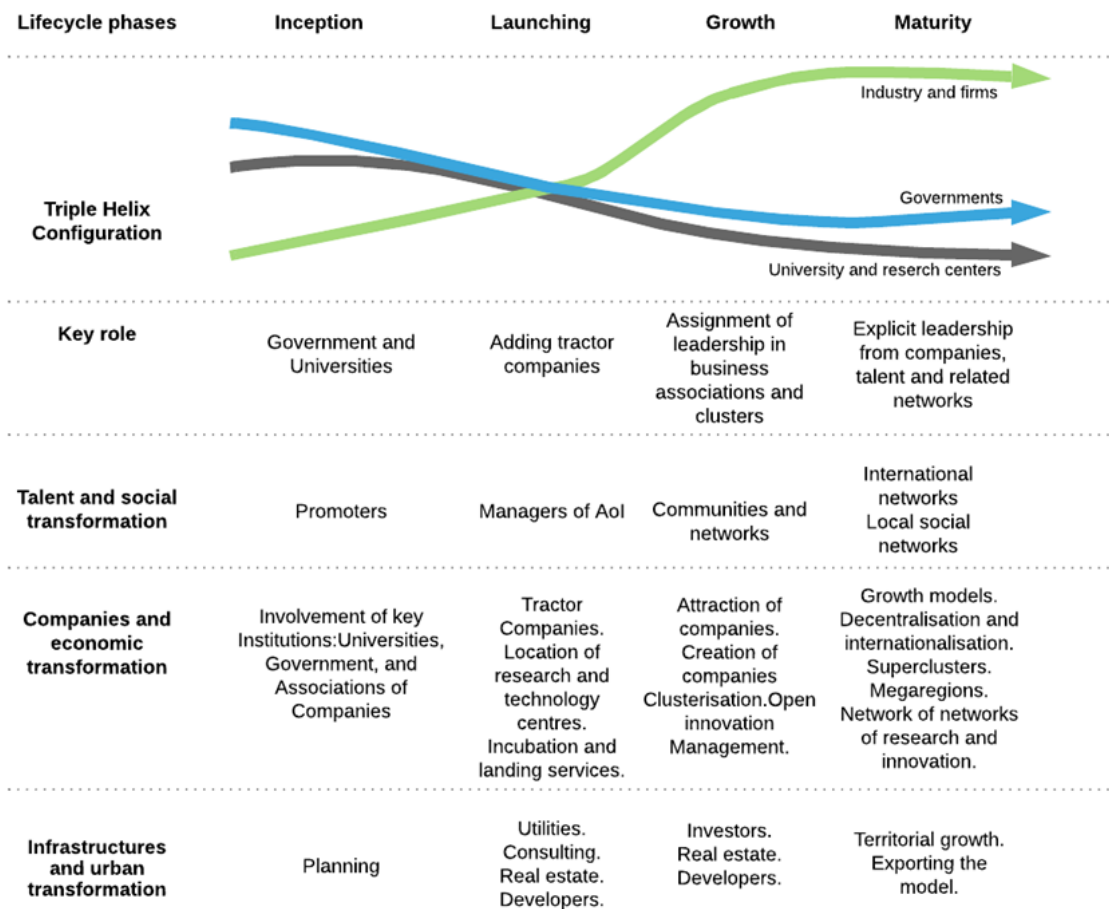 Lifecycle phases
Inception
Launching
Growth
Maturity
Industry and firms
Triple Helix
Configuration
Governments
University and reserch centers
Key role
Government and
Universities
Adding tractor
companies
Assignment of
leadership in
business
associations and
clusters
Explicit leadership
from companies,
talent and related
networks
Talent and social
transformation
Promoters
Managers of AoI
Communities and
networks
International
networks
Local social
networks
Companies and
economic
transformation
Involvement of key
Institutions:Universities,
Government, and
Associations of
Companies
Tractor
Companies.
Location of
research and
technology
centres.
Incubation and
landing services.
Attraction of
companies.
Creation of
companies
Clusterisation.Open
innovation
Management.
Growth models.
Decentralisation and
internationalisation.
Superclusters.
Megaregions.
Network of networks
of research and
innovation.
Infrastructures
and urban
transformation
Planning
Utilities.
Consulting.
Real estate.
Developers.
Investors.
Real estate.
Developers.
Territorial growth.
Exporting the
model.